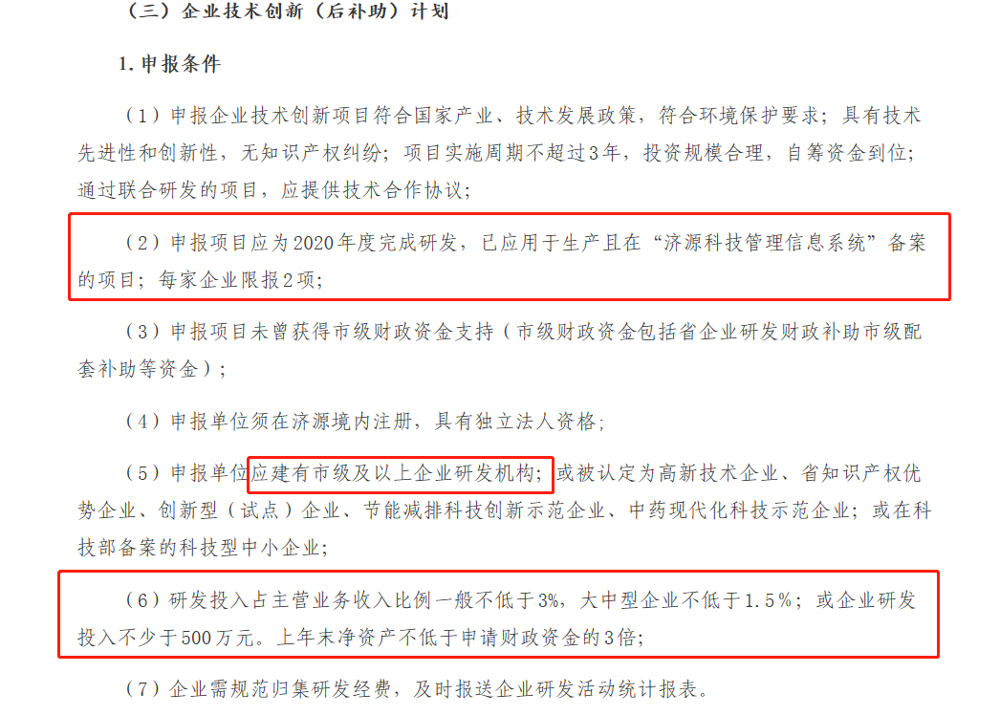 （三）企业技术创新（后补助）计划
1.申报条件
（1）申报企业技术创新项目符合国家产业、技术发展政策，符合环境保护要求；具有技术
先进性和创新性，无知识产权纠纷；项目实施周期不超过3年，投资规模合理，自筹资金到位；
通过联合研发的项目，应提供技术合作协议；
（2）申报项目应为2020年度完成研发，已应用于生产且在“济源科技管理信息系统”备案
的项目；每家企业限报2项；
（3）申报项目未曾获得市级财政资金支持（市级财政资金包括省企业研发财政补助市级配
套补助等资金）；
（4）申报单位须在济源境内注册，具有独立法人资格；
（5）申报单位应建有市级及以上企业研发机构；或被认定为高新技术企业、省知识产权优
势企业、创新型（试点）企业、节能减排科技创新示范企业、中药现代化科技示范企业；或在科
技部备案的科技型中小企业；
（6）研发投入占主营业务收入比例一般不低于3%，大中型企业不低于1.5％；或企业研发
投入不少于500万元。上年末净资产不低于申请财政资金的3倍；
（7）企业需规范归集研发经费，及时报送企业研发活动统计报表。